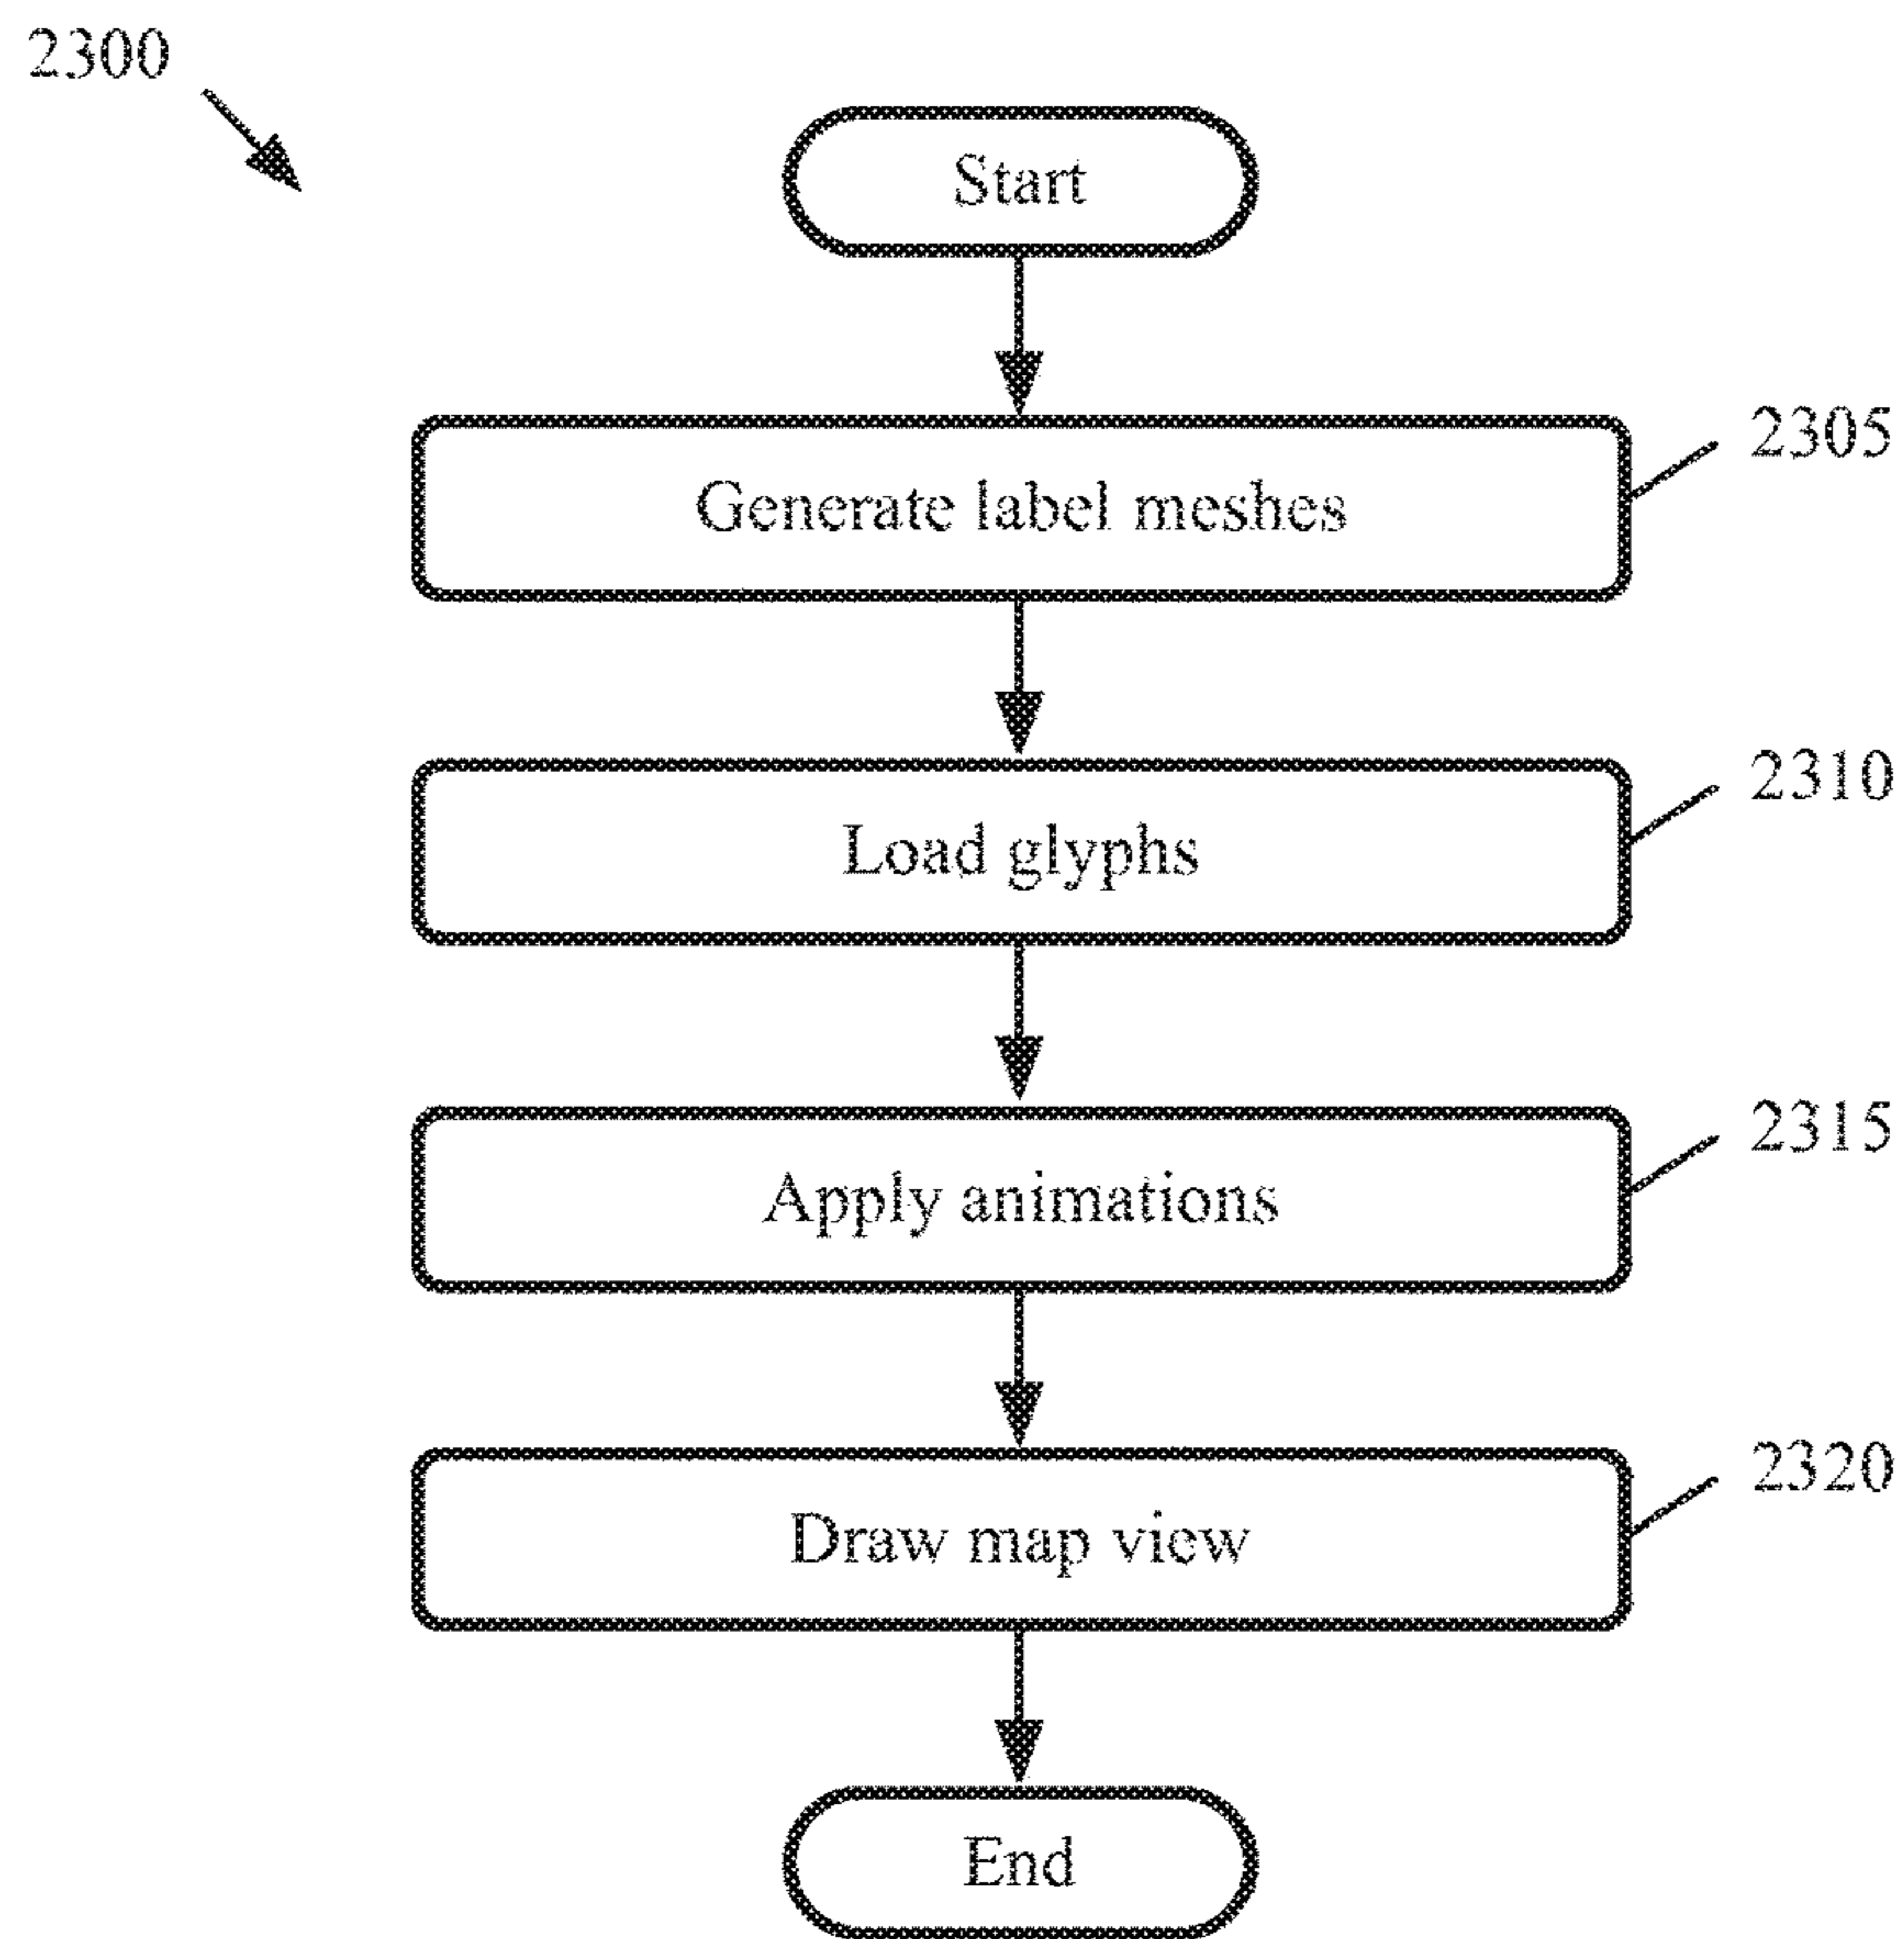 2300
Start
Generate label meshes
2305
Load glyphs
2310
Apply animations
2315
Draw map view
2320
End